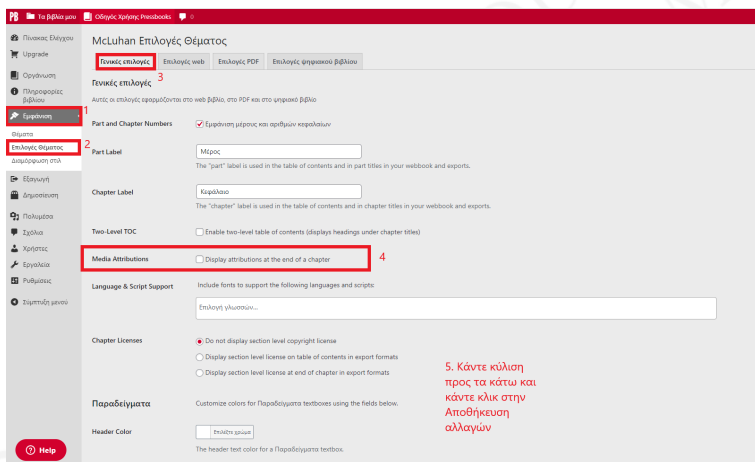 PB Τα βιβλία μου Οδηγός Χρήσης Pressbooks 0
Πίνακας Ελέγχου
Upgrade
Οργάνωση
Πληροφορίες
βιβλίου
Εμφάνιση 1
Θέματα
Επιλογές Θέματος 2
Διαμόρφωση στιλ
Εξαγωγή
Δημοσίευση
Πολυμέσα
Σχόλια
Χρήστες
Εργαλεία
Ρυθμίσεις
Σύμπτυξη μενού
Help
McLuhan Επιλογές Θέματος
Γενικές επιλογές Επιλογές web Επιλογές PDF Επιλογές ψηφιακού βιβλίου
3
Γενικές επιλογές
Αυτές οι επιλογές εφαρμόζονται στο web βιβλίο, στο PDF και στο ψηφιακό βιβλίο
Part and Chapter Numbers Εμφάνιση μέρους και αριθμών κεφαλαίων
Part Label Μέρος
The "part" label is used in the table of contents and in part titles in your webbook and exports.
Chapter Label Κεφάλαιο
The "chapter" label is used in the table of contents and in chapter titles in your webbook and exports.
Two-Level TOC Enable two-level table of contents (displays headings under chapter titles)
Media Attributions Display attributions at the end of a chapter 4
Language & Script Support Include fonts to support the following languages and scripts:
Επιλογή γλωσσών...
Chapter Licenses Do not display section level copyright license
Display section level license on table of contents in export formats
Display section level license at end of chapter in export formats
5. Κάντε κύλιση
προς τα κάτω και
κάντε κλικ στην
Αποθήκευση
αλλαγών
Παραδείγματα Customize colors for Παραδείγματα textboxes using the fields below.
Header Color Επιλέξτε χρώμα
The header text color for a Παραδείγματα textbox.